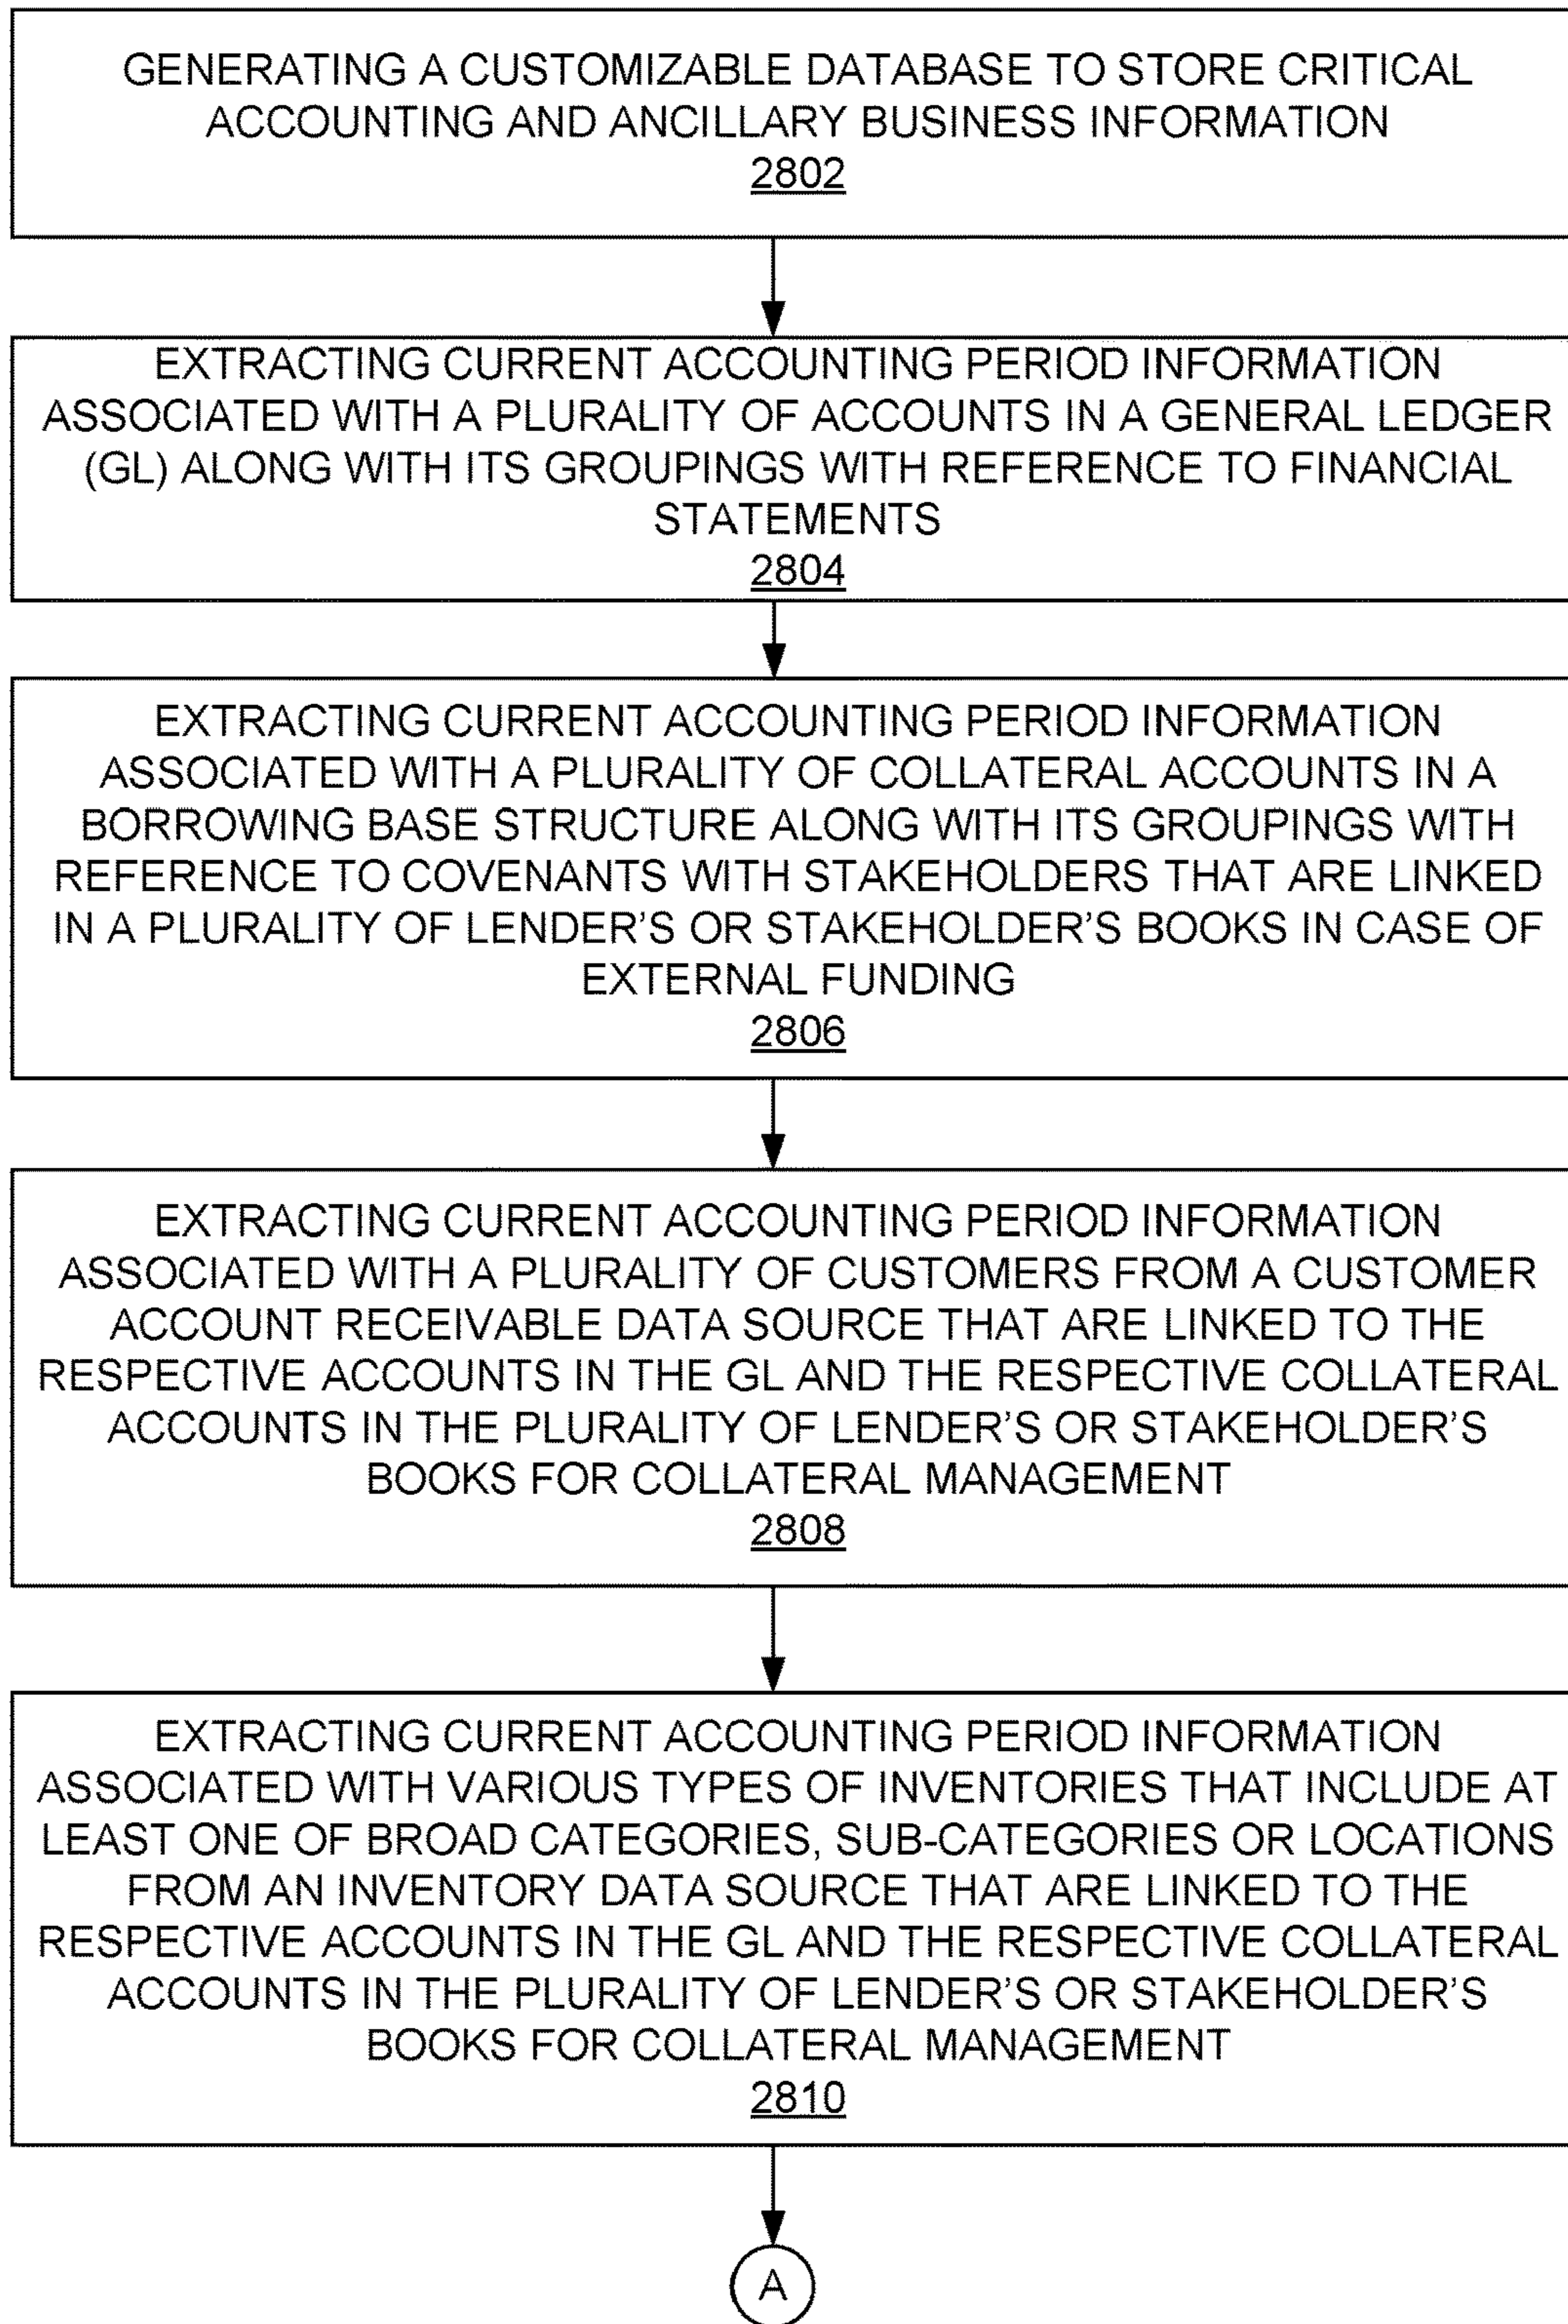 GENERATING A CUSTOMIZABLE DATABASE TO STORE CRITICAL
ACCOUNTING AND ANCILLARY BUSINESS INFORMATION
2802
EXTRACTING CURRENT ACCOUNTING PERIOD INFORMATION
ASSOCIATED WITH A PLURALITY OF ACCOUNTS IN A GENERAL LEDGER
(GL) ALONG WITH ITS GROUPINGS WITH REFERENCE TO FINANCIAL
STATEMENTS
2804
EXTRACTING CURRENT ACCOUNTING PERIOD INFORMATION
ASSOCIATED WITH A PLURALITY OF COLLATERAL ACCOUNTS IN A
BORROWING BASE STRUCTURE ALONG WITH ITS GROUPINGS WITH
REFERENCE TO COVENANTS WITH STAKEHOLDERS THAT ARE LINKED
IN A PLURALITY OF LENDER'S OR STAKEHOLDER'S BOOKS IN CASE OF
EXTERNAL FUNDING
2806
EXTRACTING CURRENT ACCOUNTING PERIOD INFORMATION
ASSOCIATED WITH A PLURALITY OF CUSTOMERS FROM A CUSTOMER
ACCOUNT RECEIVABLE DATA SOURCE THAT ARE LINKED TO THE
RESPECTIVE ACCOUNTS IN THE GL AND THE RESPECTIVE COLLATERAL
ACCOUNTS IN THE PLURALITY OF LENDER'S OR STAKEHOLDER'S
BOOKS FOR COLLATERAL MANAGEMENT
2808
EXTRACTING CURRENT ACCOUNTING PERIOD INFORMATION
ASSOCIATED WITH VARIOUS TYPES OF INVENTORIES THAT INCLUDE AT
LEAST ONE OF BROAD CATEGORIES, SUB-CATEGORIES OR LOCATIONS
FROM AN INVENTORY DATA SOURCE THAT ARE LINKED TO THE
RESPECTIVE ACCOUNTS IN THE GL AND THE RESPECTIVE COLLATERAL
ACCOUNTS IN THE PLURALITY OF LENDER'S OR STAKEHOLDER'S
BOOKS FOR COLLATERAL MANAGEMENT
2810
A